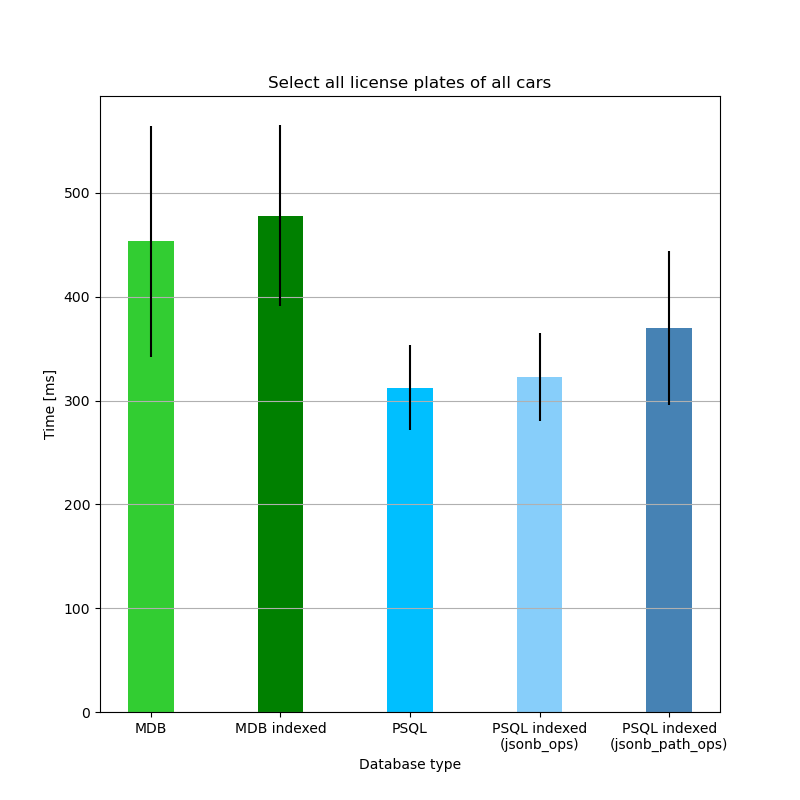 Select all license plates of all cars
Time [ms]
500
400
300
200
100
0
MDB
MDB indexed
PSQL
PSQL indexed
(jsonb_ops)
PSQL indexed
(jsonb_path_ops)
Database type